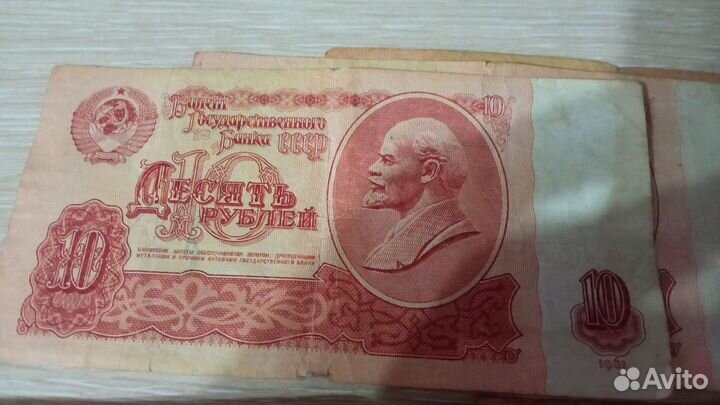 Билет
Государственного
Банка СССР
10
10
Десять
рублей
БАНКОВСКИЕ БИЛЕТЫ ОБЕСПЕЧИВАЮТСЯ ЗОЛОТОМ, ДРАГОЦЕННЫМИ
МЕТАЛЛАМИ И ПРОЧИМИ АКТИВАМИ ГОСУДАРСТВЕННОГО БАНКА
10
10
1961
Avito